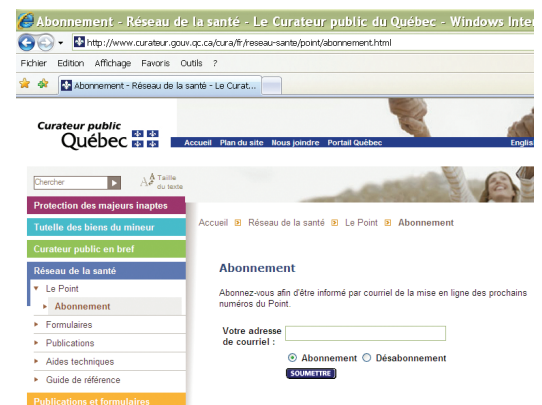 Abonnement - Réseau de la santé - Le Curateur public du Québec - Windows Inte
http://www.curateur.gouv.qc.ca/cura/fr/reseau-sante/point/abonnement.html
Fichier Edition Affichage Favoris Outils ?
Abonnement - Réseau de la santé - Le Curat...
Curateur public
Québec
Accueil Plan du site Nous joindre Portail Québec Englis
Chercher
A A Taille
du texte
Protection des majeurs inaptes
Tutelle des biens du mineur
Curateur public en bref
Réseau de la santé
Le Point
Abonnement
Formulaires
Publications
Aides techniques
Guide de référence
Publications et formulaires
Accueil Réseau de la santé Le Point Abonnement
Abonnement
Abonnez-vous afin d'être informé par courriel de la mise en ligne des prochains
numéros du Point.
Votre adresse
de courriel :
Abonnement Désabonnement
SOUMETTRE